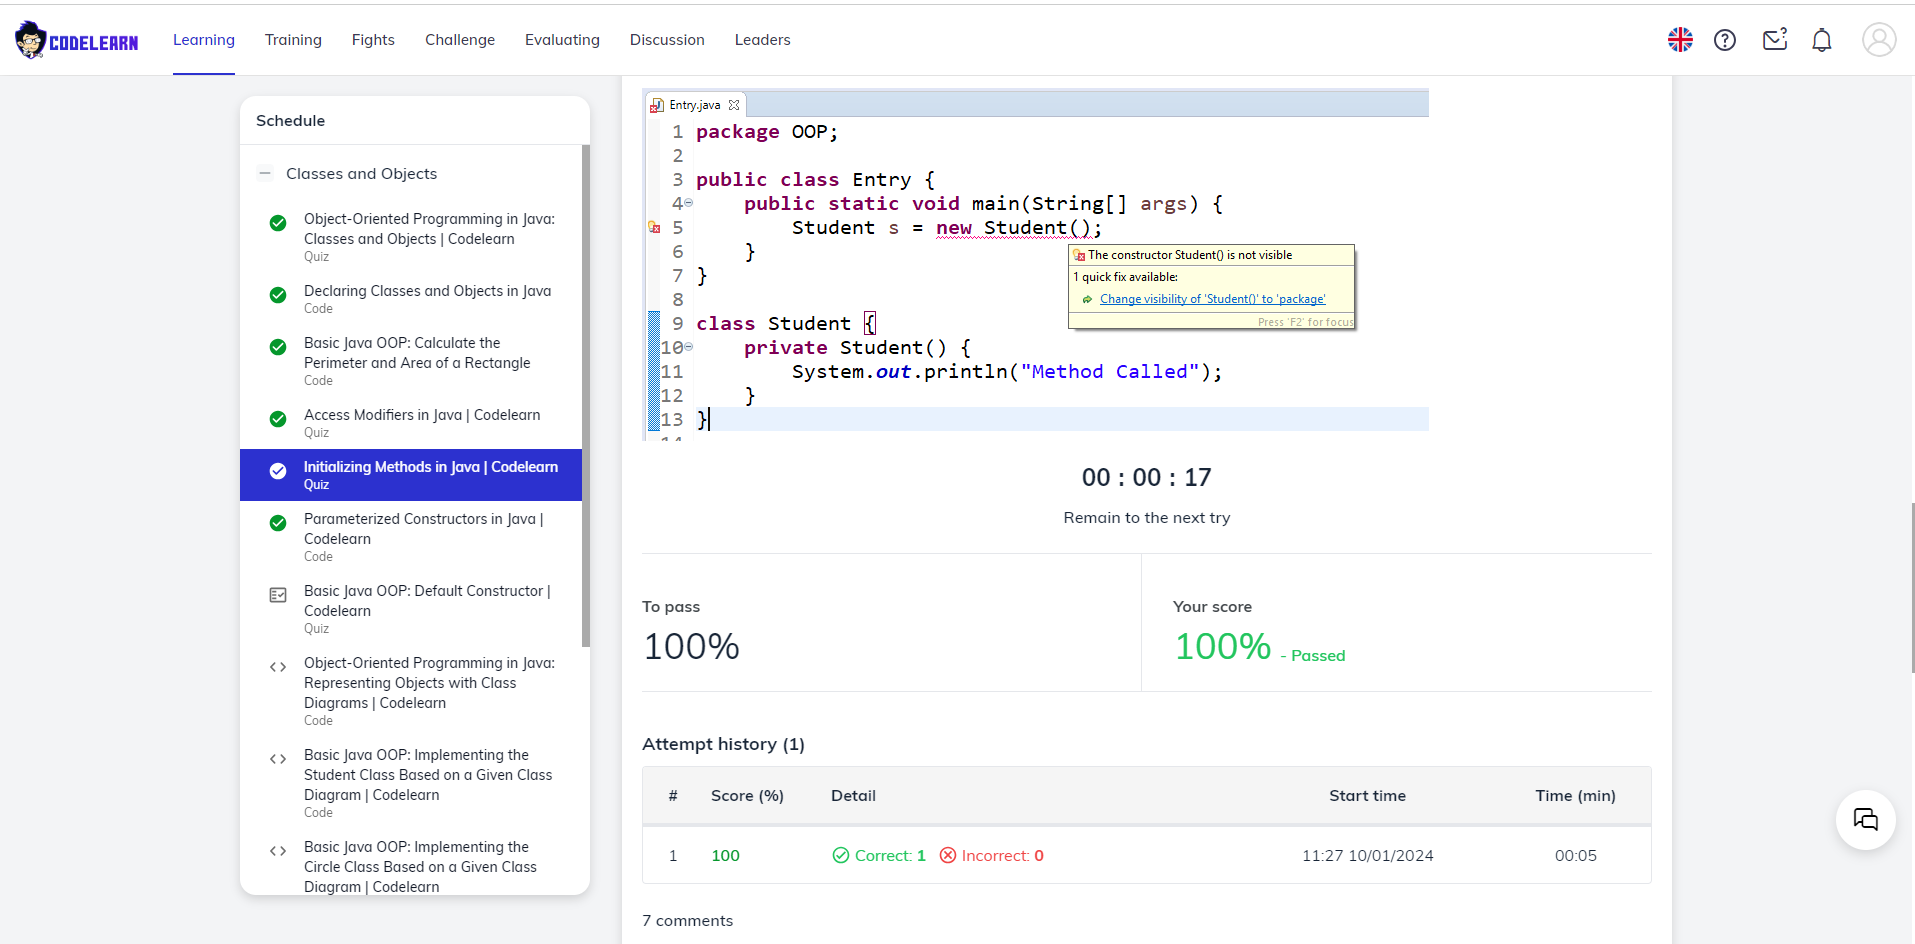 CODELEARN
Learning
Training
Fights
Challenge
Evaluating
Discussion
Leaders
Schedule
Classes and Objects
Object-Oriented Programming in Java:
Classes and Objects | Codelearn
Quiz
Declaring Classes and Objects in Java
Code
Basic Java OOP: Calculate the
Perimeter and Area of a Rectangle
Code
Access Modifiers in Java | Codelearn
Quiz
Initializing Methods in Java | Codelearn
Quiz
Parameterized Constructors in Java |
Codelearn
Code
Basic Java OOP: Default Constructor |
Codelearn
Quiz
Object-Oriented Programming in Java:
Representing Objects with Class
Diagrams | Codelearn
Code
Basic Java OOP: Implementing the
Student Class Based on a Given Class
Diagram | Codelearn
Code
Basic Java OOP: Implementing the
Circle Class Based on a Given Class
Diagram | Codelearn
Entry.java
1 package OOP;
2
3 public class Entry {
4 public static void main(String[] args) {
5 Student s = new Student();
6 }
7 }
8
9 class Student {
10 private Student() {
11 System.out.println("Method Called");
12 }
13 }
14
The constructor Student() is not visible
1 quick fix available:
Change visibility of 'Student()' to 'package'
Press 'F2' for focus
00 : 00 : 17
Remain to the next try
To pass
100%
Your score
100% - Passed
Attempt history (1)
# Score (%) Detail Start time Time (min)
1 100 Correct: 1 Incorrect: 0 11:27 10/01/2024 00:05
7 comments